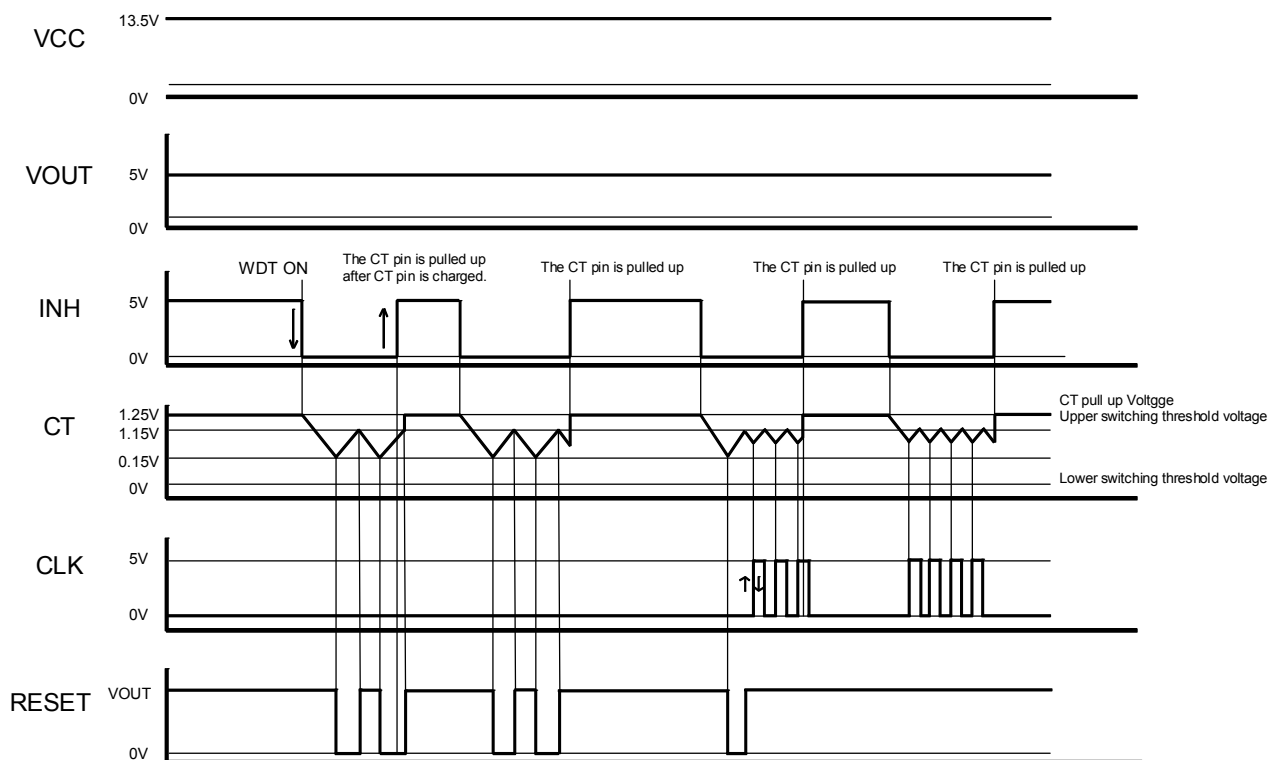 13.5V
VCC
0V
VOUT
5V
0V
WDT ON
The CT pin is pulled up
after CT pin is charged.
The CT pin is pulled up
The CT pin is pulled up
The CT pin is pulled up
5V
INH
0V
CT pull up Voltgge
1.25V
Upper switching threshold voltage
CT
1.15V
0.15V
0V
Lower switching threshold voltage
5V
CLK
0V
VOUT
RESET
0V